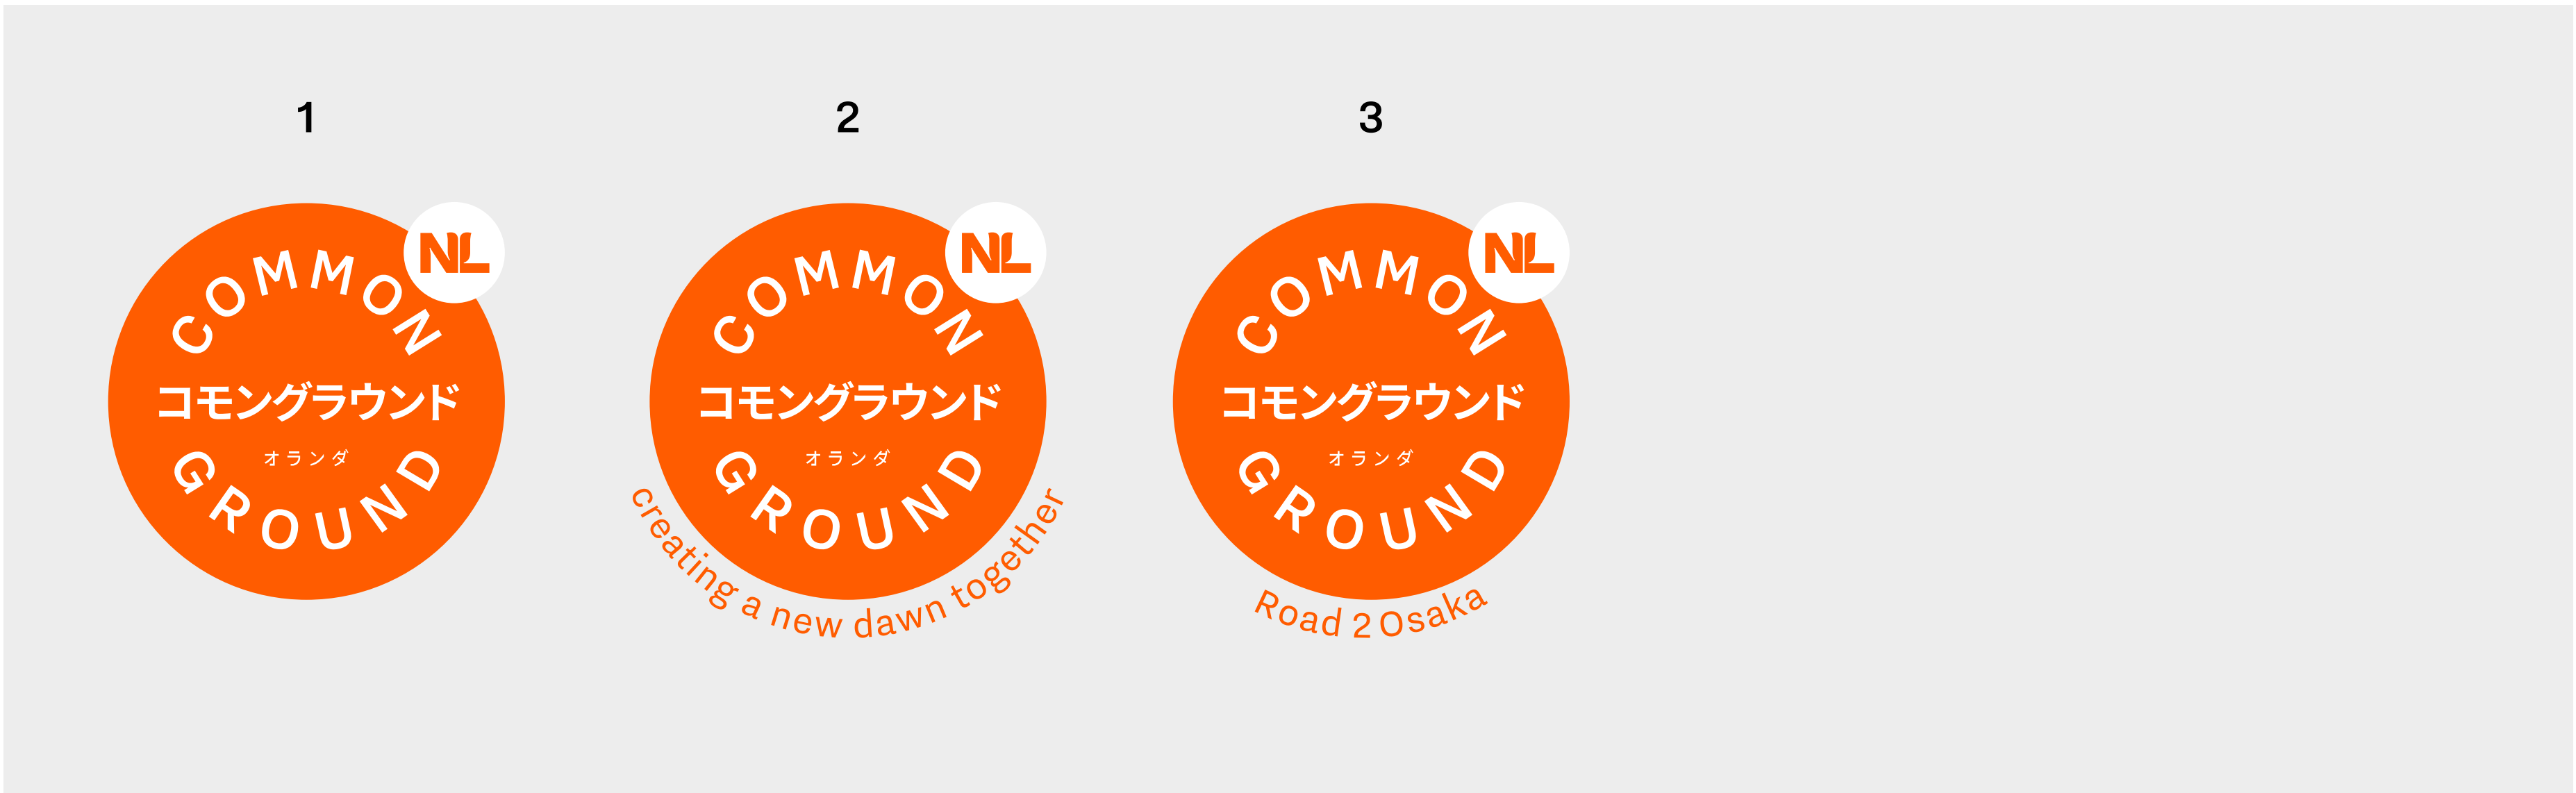 1
NL
COMMON
コモングラウンド
オランダ
GROUND
2
NL
COMMON
コモングラウンド
オランダ
GROUND
creating a new dawn together
3
NL
COMMON
コモングラウンド
オランダ
GROUND
Road 2 Osaka